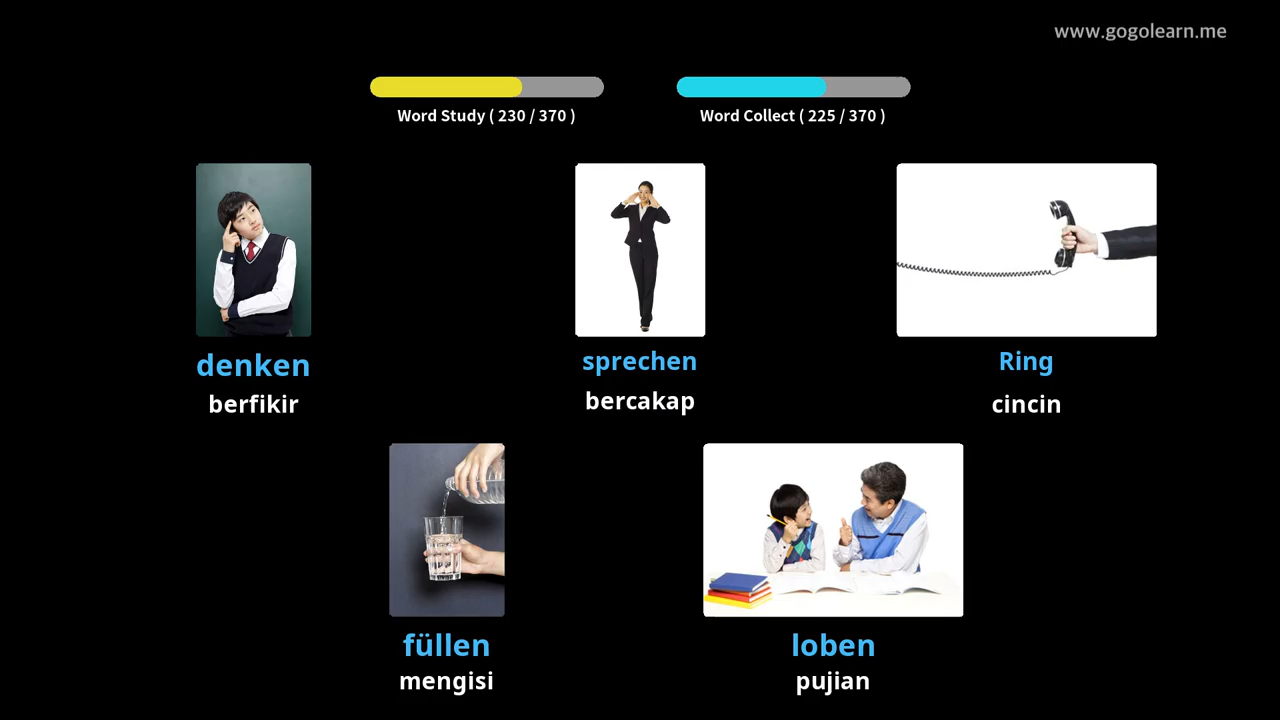 www.gogolearn.me
Word Study ( 230 / 370 )
Word Collect ( 225 / 370 )
denken
berfikir
sprechen
bercakap
Ring
cincin
füllen
mengisi
loben
pujian